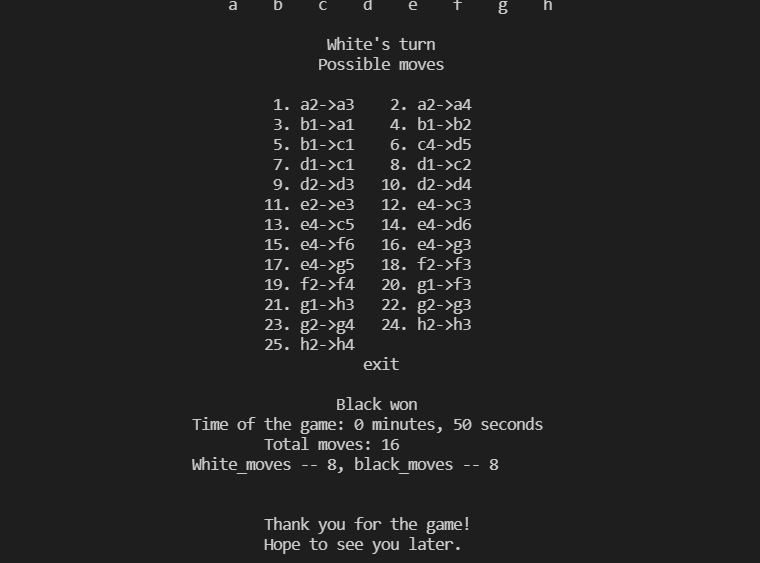 a b c d e f g h
White's turn
Possible moves
1. a2->a3 2. a2->a4
3. b1->a1 4. b1->b2
5. b1->c1 6. c4->d5
7. d1->c1 8. d1->c2
9. d2->d3 10. d2->d4
11. e2->e3 12. e4->c3
13. e4->c5 14. e4->d6
15. e4->f6 16. e4->g3
17. e4->g5 18. f2->f3
19. f2->f4 20. g1->f3
21. g1->h3 22. g2->g3
23. g2->g4 24. h2->h3
25. h2->h4
exit
Black won
Time of the game: 0 minutes, 50 seconds
Total moves: 16
White_moves -- 8, black_moves -- 8
Thank you for the game!
Hope to see you later.